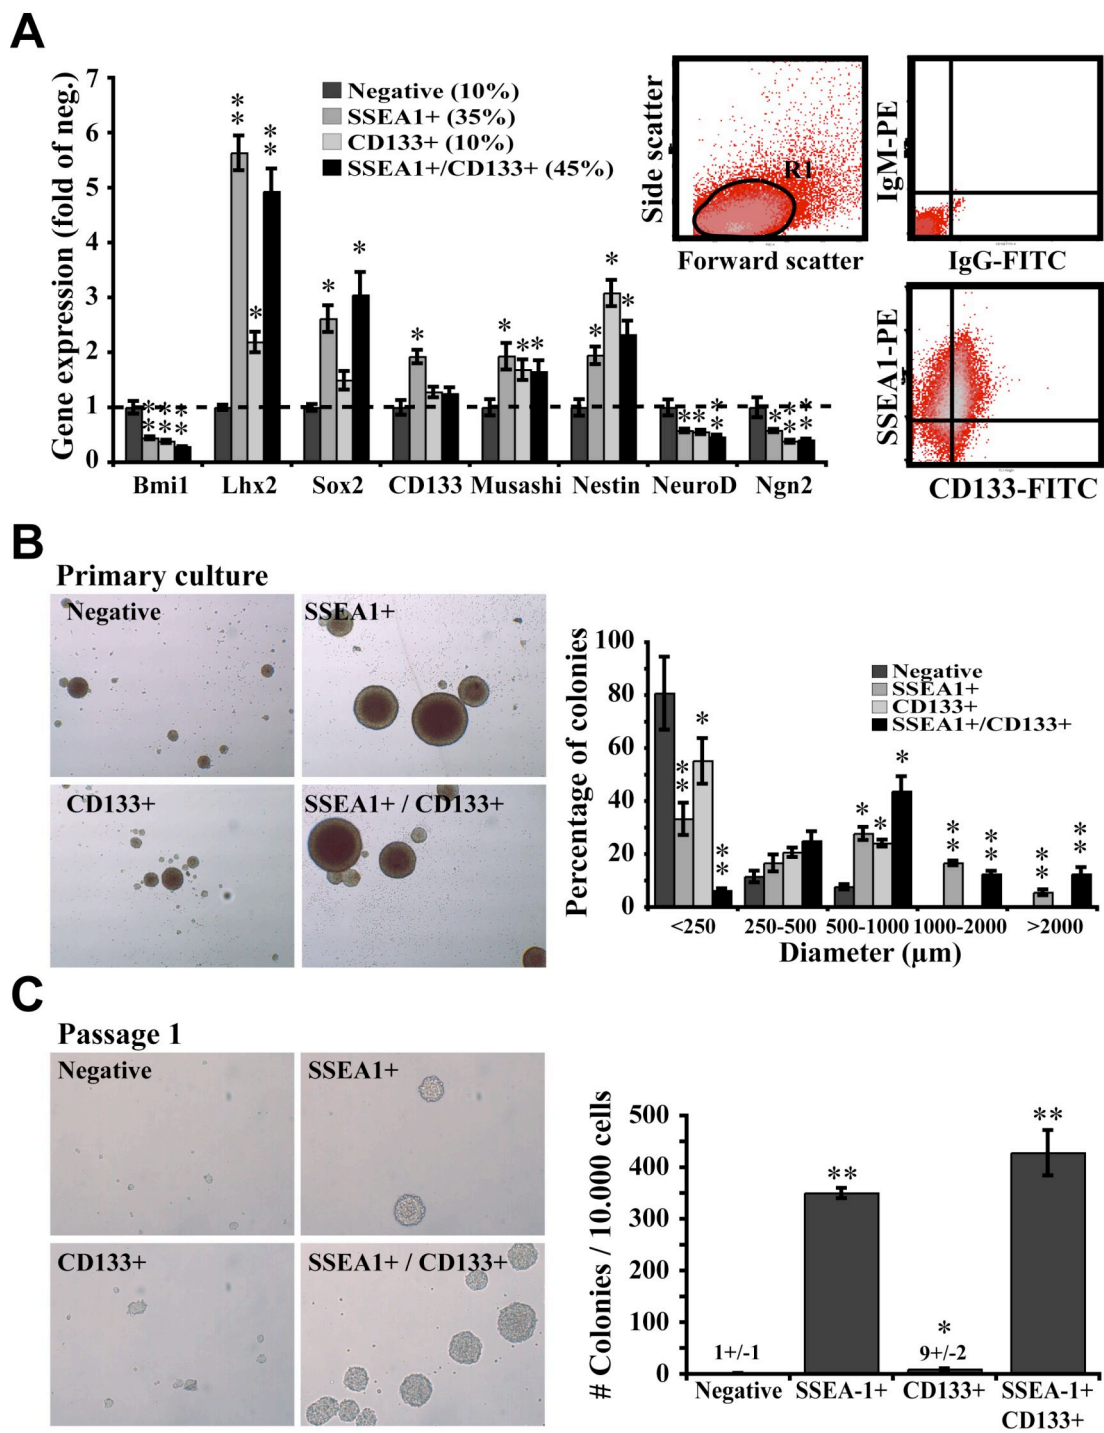 A
7
6
5
4
3
2
1
0
Gene expression (fold of neg.)
Negative (10%)
SSEA1+ (35%)
CD133+ (10%)
SSEA1+/CD133+ (45%)
Bmi1 Lhx2 Sox2 CD133 Musashi Nestin NeuroD Ngn2
Side scatter
R1
Forward scatter
IgM-PE
IgG-FITC
SSEA1-PE
CD133-FITC
B
Primary culture
Negative
SSEA1+
CD133+
SSEA1+ / CD133+
Percentage of colonies
100
80
60
40
20
0
Negative
SSEA1+
CD133+
SSEA1+/CD133+
<250 250-500 500-1000 1000-2000 >2000
Diameter (µm)
C
Passage 1
Negative
SSEA1+
CD133+
SSEA1+ / CD133+
# Colonies / 10.000 cells
500
400
300
200
100
0
**
**
*
1+/-1
9+/-2
Negative SSEA-1+ CD133+ SSEA-1+
CD133+